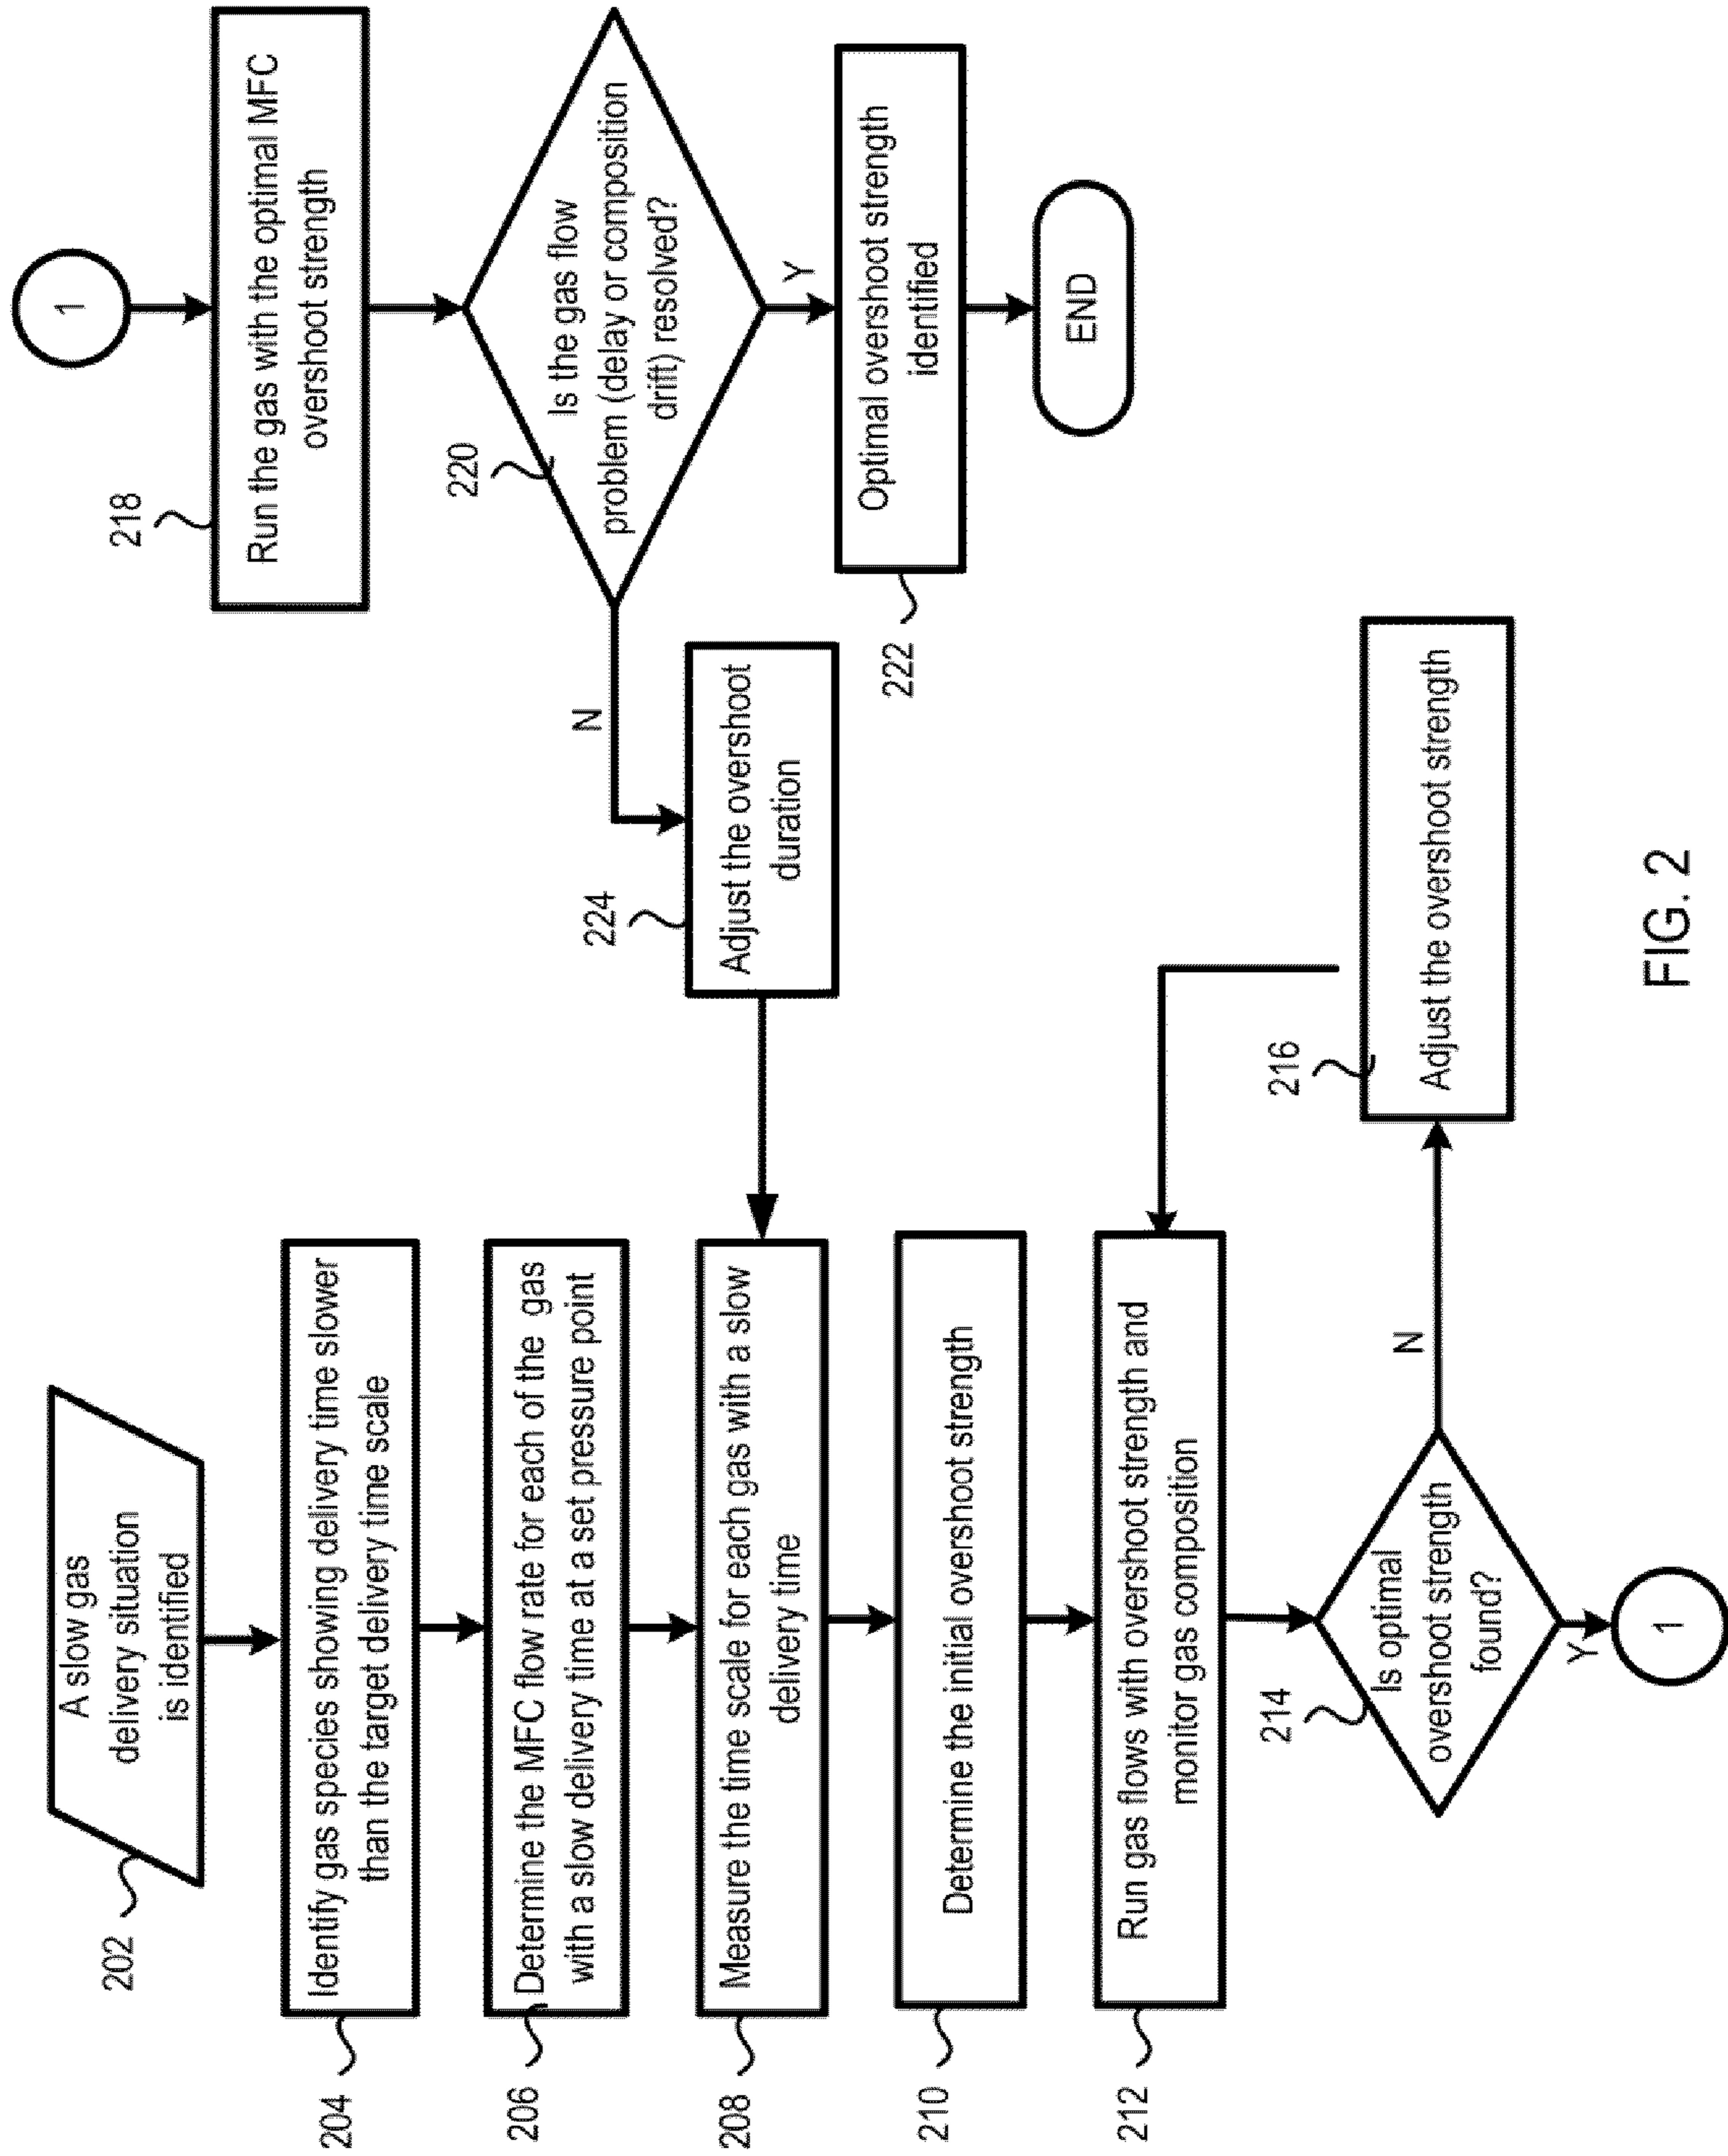 202
A slow gas
delivery situation
is identified
204
Identify gas species showing delivery time slower
than the target delivery time scale
206
Determine the MFC flow rate for each of the gas
with a slow delivery time at a set pressure point
208
Measure the time scale for each gas with a slow
delivery time
210
Determine the initial overshoot strength
212
Run gas flows with overshoot strength and
monitor gas composition
214
Is optimal
overshoot strength
found?
N
Y
1
216
Adjust the overshoot strength
1
218
Run the gas with the optimal MFC
overshoot strength
220
Is the gas flow
problem (delay or composition
drift) resolved?
N
Y
224
Adjust the overshoot
duration
222
Optimal overshoot strength
identified
END
FIG. 2